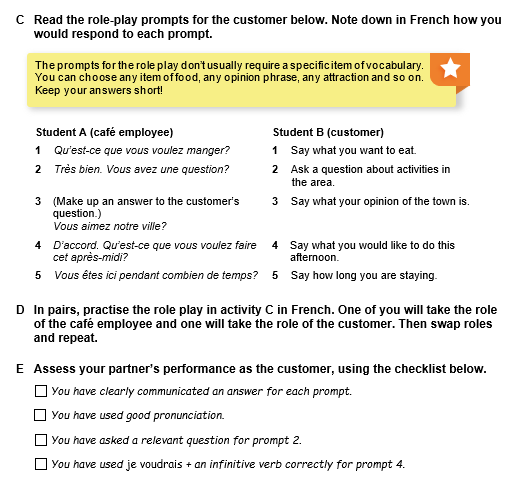 C Read the role-play prompts for the customer below. Note down in French how you
would respond to each prompt.
The prompts for the role play don't usually require a specific item of vocabulary.
You can choose any item of food, any opinion phrase, any attraction and so on.
Keep your answers short!
Student A (café employee) Student B (customer)
1 Qu'est-ce que vous voulez manger? 1 Say what you want to eat.
2 Très bien. Vous avez une question? 2 Ask a question about activities in
the area.
3 (Make up an answer to the customer's 3 Say what your opinion of the town is.
question.)
Vous aimez notre ville?
4 D'accord. Qu'est-ce que vous voulez faire 4 Say what you would like to do this
cet après-midi? afternoon.
5 Vous êtes ici pendant combien de temps? 5 Say how long you are staying.
D In pairs, practise the role play in activity C in French. One of you will take the role
of the café employee and one will take the role of the customer. Then swap roles
and repeat.
E Assess your partner's performance as the customer, using the checklist below.
You have clearly communicated an answer for each prompt.
You have used good pronunciation.
You have asked a relevant question for prompt 2.
You have used je voudrais + an infinitive verb correctly for prompt 4.